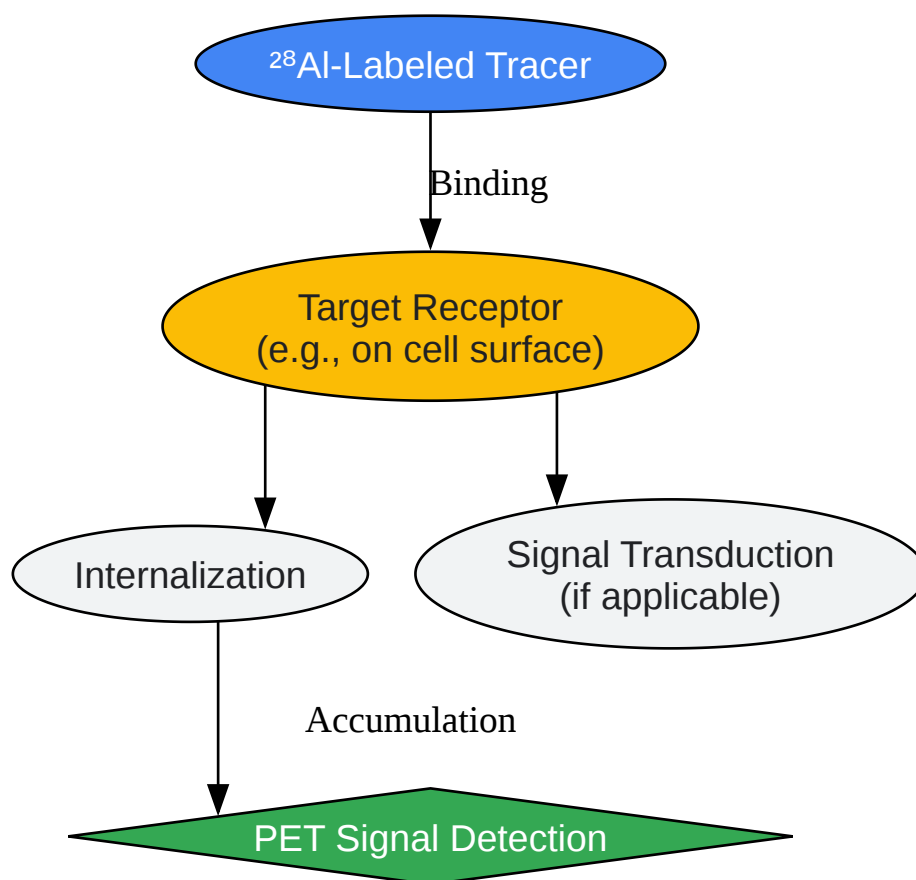 ²⁸Al-Labeled Tracer
Binding
Target Receptor
(e.g., on cell surface)
Internalization
Signal Transduction
(if applicable)
Accumulation
PET Signal Detection